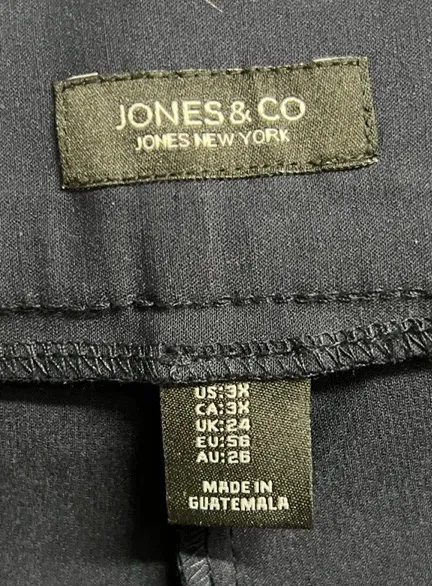 JONES & CO
JONES NEW YORK
US:3X
CA:3X
UK:24
EU:56
AU:26
MADE IN
GUATEMALA